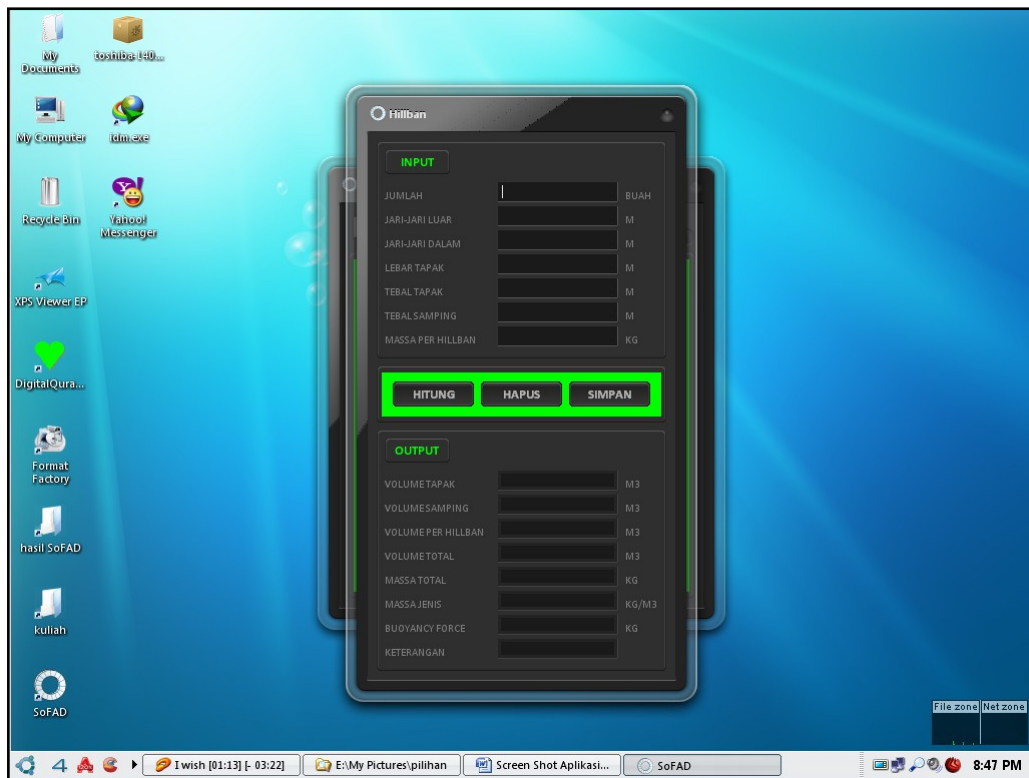 My Documents
toshiba-L40...
My Computer
idm.exe
Recycle Bin
Yahoo! Messenger
XPS Viewer EP
DigitalQura...
Format Factory
hasil SoFAD
kuliah
SoFAD
Hillban
INPUT
JUMLAH BUAH
JARI-JARI LUAR M
JARI-JARI DALAM M
LEBAR TAPAK M
TEBAL TAPAK M
TEBAL SAMPING M
MASSA PER HILLBAN KG
HITUNG HAPUS SIMPAN
OUTPUT
VOLUME TAPAK M3
VOLUME SAMPING M3
VOLUME PER HILLBAN M3
VOLUME TOTAL M3
MASSA TOTAL KG
MASSA JENIS KG/M3
BUOYANCY FORCE KG
KETERANGAN
File zone Net zone
I wish [01:13] [- 03:22] E:\My Pictures\pilihan Screen Shot Aplikasi... SoFAD 8:47 PM